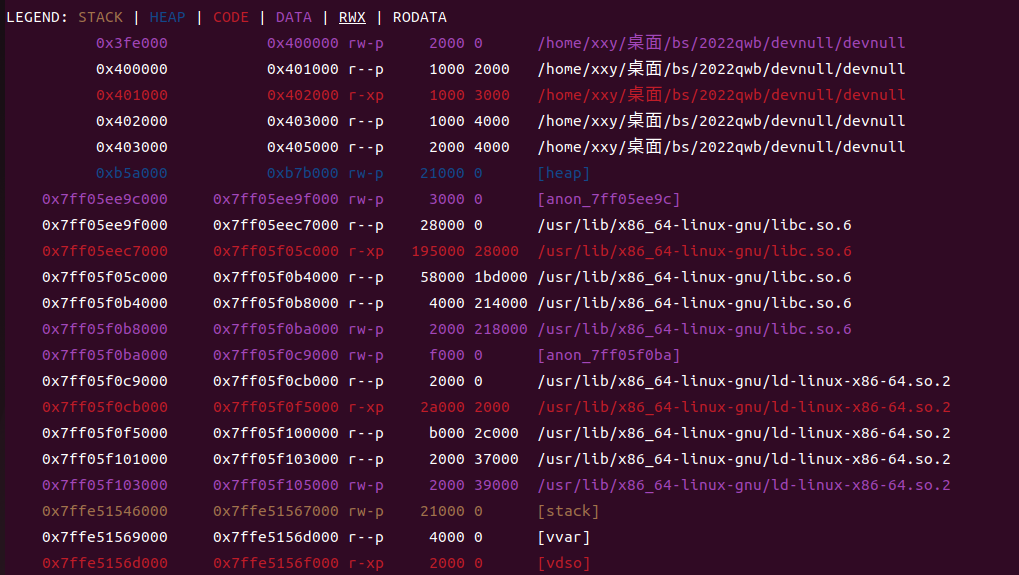 LEGEND: STACK | HEAP | CODE | DATA | RWX | RODATA
0x3fe000 0x400000 rw-p 2000 0 /home/xxy/桌面/bs/2022qwb/devnull/devnull
0x400000 0x401000 r--p 1000 2000 /home/xxy/桌面/bs/2022qwb/devnull/devnull
0x401000 0x402000 r-xp 1000 3000 /home/xxy/桌面/bs/2022qwb/devnull/devnull
0x402000 0x403000 r--p 1000 4000 /home/xxy/桌面/bs/2022qwb/devnull/devnull
0x403000 0x405000 r--p 2000 4000 /home/xxy/桌面/bs/2022qwb/devnull/devnull
0xb5a000 0xb7b000 rw-p 21000 0 [heap]
0x7ff05ee9c000 0x7ff05ee9f000 rw-p 3000 0 [anon_7ff05ee9c]
0x7ff05ee9f000 0x7ff05eec7000 r--p 28000 0 /usr/lib/x86_64-linux-gnu/libc.so.6
0x7ff05eec7000 0x7ff05f05c000 r-xp 195000 28000 /usr/lib/x86_64-linux-gnu/libc.so.6
0x7ff05f05c000 0x7ff05f0b4000 r--p 58000 1bd000 /usr/lib/x86_64-linux-gnu/libc.so.6
0x7ff05f0b4000 0x7ff05f0b8000 r--p 4000 214000 /usr/lib/x86_64-linux-gnu/libc.so.6
0x7ff05f0b8000 0x7ff05f0ba000 rw-p 2000 218000 /usr/lib/x86_64-linux-gnu/libc.so.6
0x7ff05f0ba000 0x7ff05f0c9000 rw-p f000 0 [anon_7ff05f0ba]
0x7ff05f0c9000 0x7ff05f0cb000 r--p 2000 0 /usr/lib/x86_64-linux-gnu/ld-linux-x86-64.so.2
0x7ff05f0cb000 0x7ff05f0f5000 r-xp 2a000 2000 /usr/lib/x86_64-linux-gnu/ld-linux-x86-64.so.2
0x7ff05f0f5000 0x7ff05f100000 r--p b000 2c000 /usr/lib/x86_64-linux-gnu/ld-linux-x86-64.so.2
0x7ff05f101000 0x7ff05f103000 r--p 2000 37000 /usr/lib/x86_64-linux-gnu/ld-linux-x86-64.so.2
0x7ff05f103000 0x7ff05f105000 rw-p 2000 39000 /usr/lib/x86_64-linux-gnu/ld-linux-x86-64.so.2
0x7ffe51546000 0x7ffe51567000 rw-p 21000 0 [stack]
0x7ffe51569000 0x7ffe5156d000 r--p 4000 0 [vvar]
0x7ffe5156d000 0x7ffe5156f000 r-xp 2000 0 [vdso]